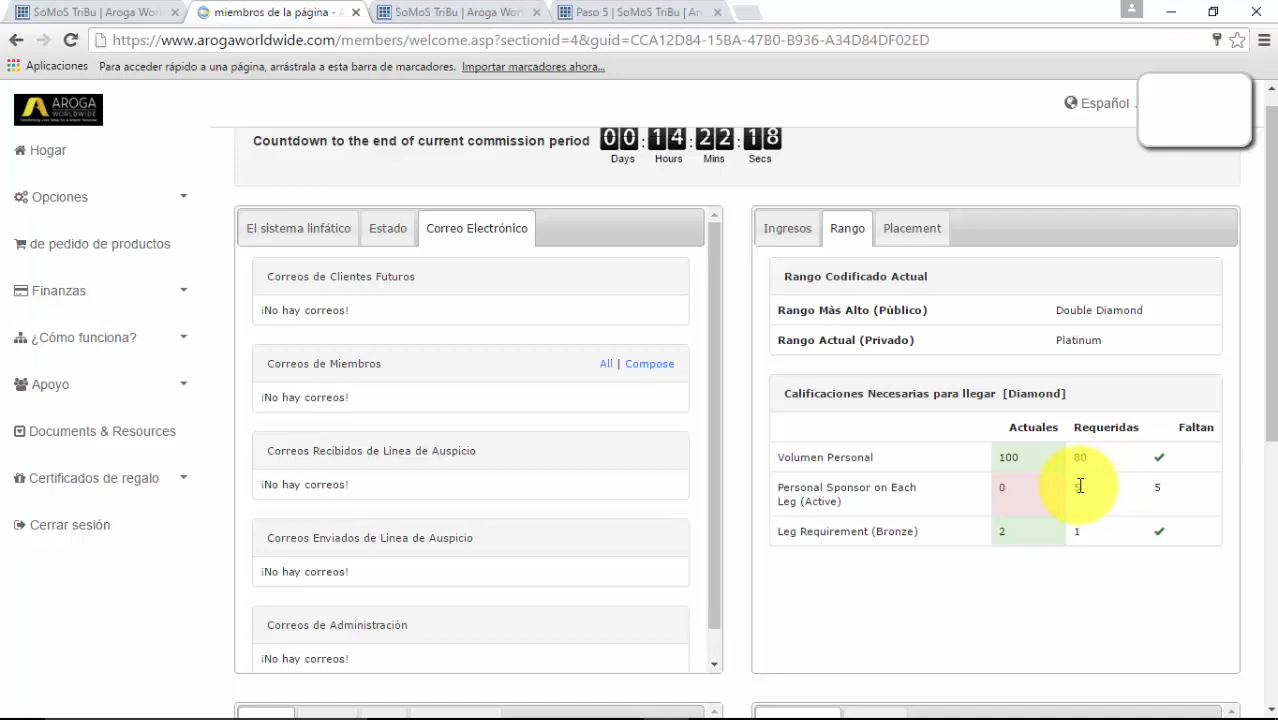 SoMoS TriBu | Aroga Wor
miembros de la página -
SoMoS TriBu | Aroga Wor
Paso 5 | SoMoS TriBu | Ar
https://www.arogaworldwide.com/members/welcome.asp?sectionid=4&guid=CCA12D84-15BA-47B0-B936-A34D84DF02ED
Aplicaciones Para acceder rápido a una página, arrástrala a esta barra de marcadores. Importar marcadores ahora...
AROGA
WORLDWIDE
Español
Countdown to the end of current commission period 00:14:22:18
Days Hours Mins Secs
Hogar
Opciones
de pedido de productos
Finanzas
¿Cómo funciona?
Apoyo
Documents & Resources
Certificados de regalo
Cerrar sesión
El sistema linfático Estado Correo Electrónico
Correos de Clientes Futuros
¡No hay correos!
Correos de Miembros All | Compose
¡No hay correos!
Correos Recibidos de Lìnea de Auspicio
¡No hay correos!
Correos Enviados de Lìnea de Auspicio
¡No hay correos!
Correos de Administración
¡No hay correos!
Ingresos Rango Placement
Rango Codificado Actual
Rango Màs Alto (Pùblico) Double Diamond
Rango Actual (Privado) Platinum
Calificaciones Necesarias para llegar [Diamond]
Actuales Requeridas Faltan
Volumen Personal 100 80
Personal Sponsor on Each
Leg (Active) 0 5 5
Leg Requirement (Bronze) 2 1